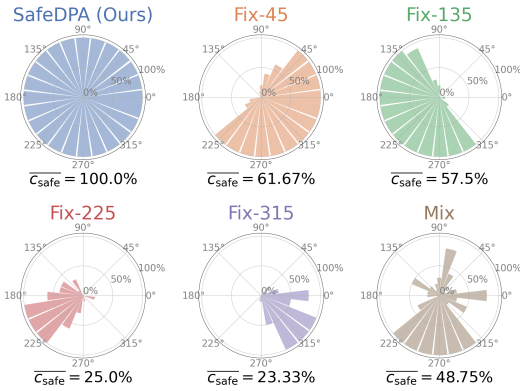 SafeDPA (Ours) Fix-45 Fix-135
90° 90° 90°
135° 45° 135° 45° 135° 45°
100% 100% 100%
50% 50% 50%
180° 0% 0° 180° 0% 0° 180° 0% 0°
225° 315° 225° 315° 225° 315°
270° 270° 270°
c_safe = 100.0% c_safe = 61.67% c_safe = 57.5%
Fix-225 Fix-315 Mix
90° 90° 90°
135° 45° 135° 45° 135° 45°
100% 100% 100%
50% 50% 50%
180° 0% 0° 180° 0% 0° 180° 0% 0°
225° 315° 225° 315° 225° 315°
270° 270° 270°
c_safe = 25.0% c_safe = 23.33% c_safe = 48.75%